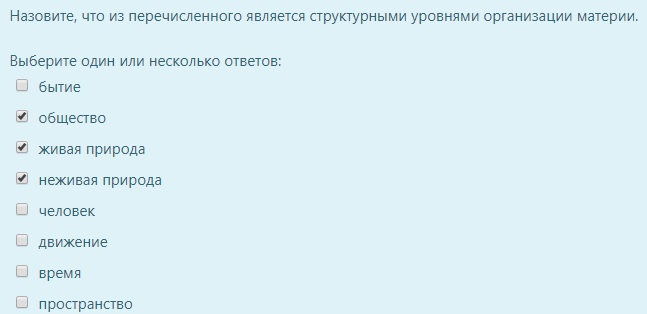 Назовите, что из перечисленного является структурными уровнями организации материи.
Выберите один или несколько ответов:
бытие
общество
живая природа
неживая природа
человек
движение
время
пространство